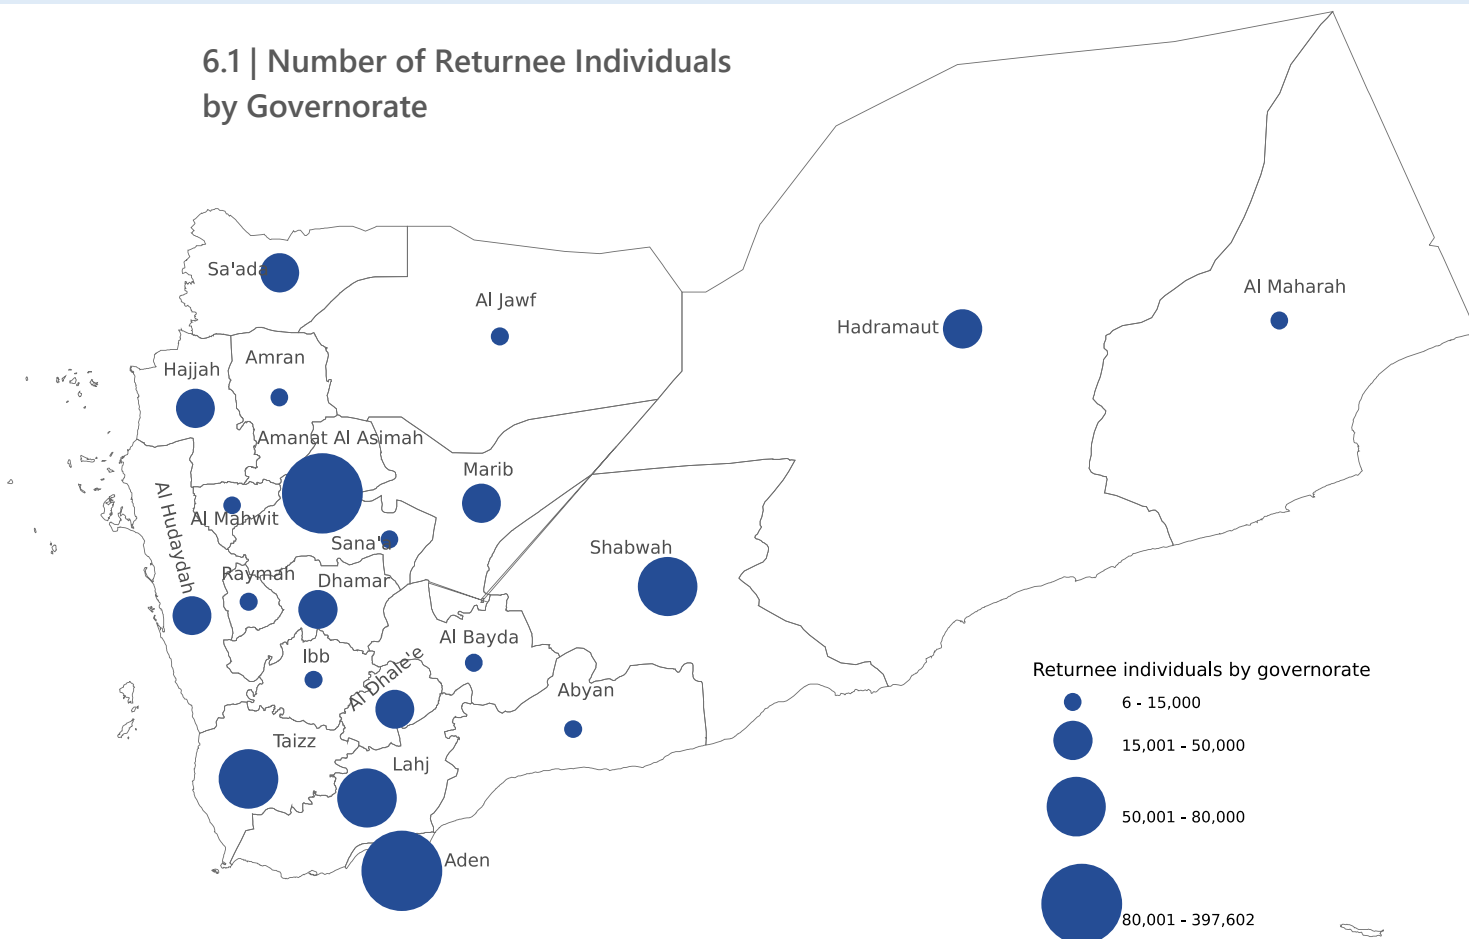 6.1 | Number of Returnee Individuals
by Governorate
Sa'ada
Al Jawf
Al Maharah
Hadramaut
Amran
Hajjah
Amanat Al Asimah
Marib
Al Hudaydah
Al Mahwit
Sana'a
Shabwah
Raymah
Dhamar
Al Bayda
Ibb
Al Dhale'e
Abyan
Taizz
Lahj
Aden
Returnee individuals by governorate
6 - 15,000
15,001 - 50,000
50,001 - 80,000
80,001 - 397,602